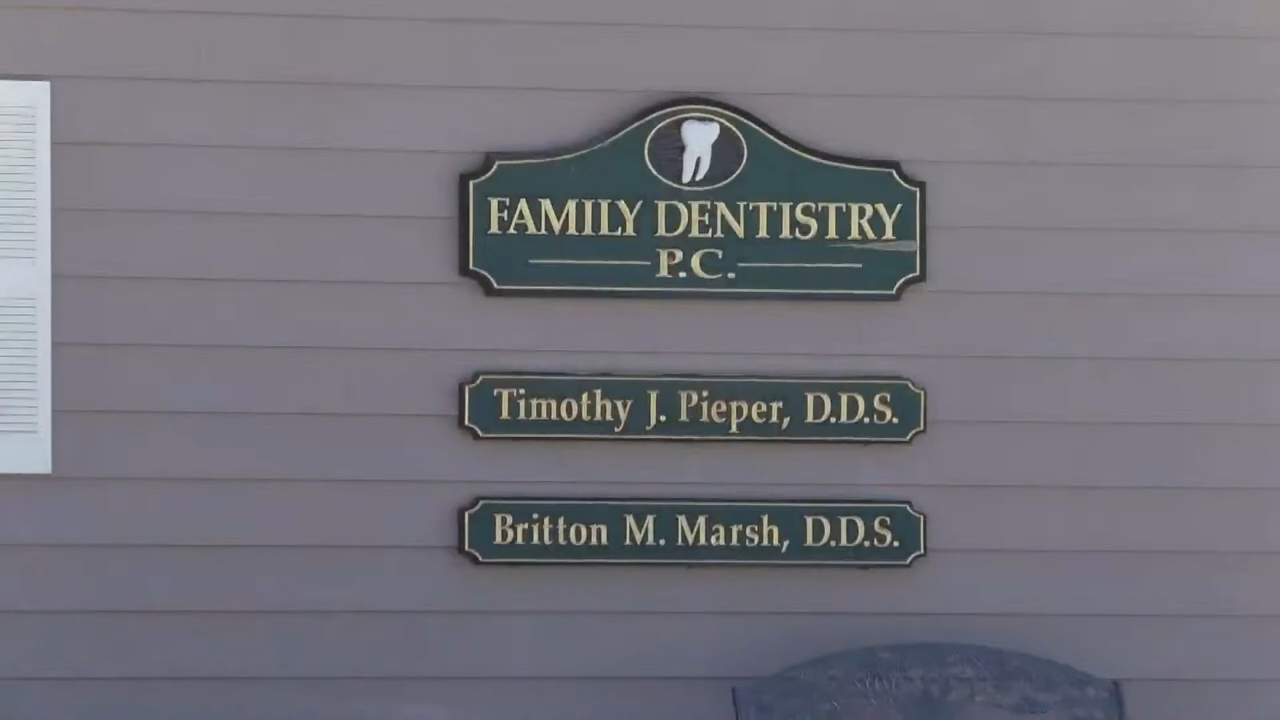 FAMILY DENTISTRY
P.C.
Timothy J. Pieper, D.D.S.
Britton M. Marsh, D.D.S.